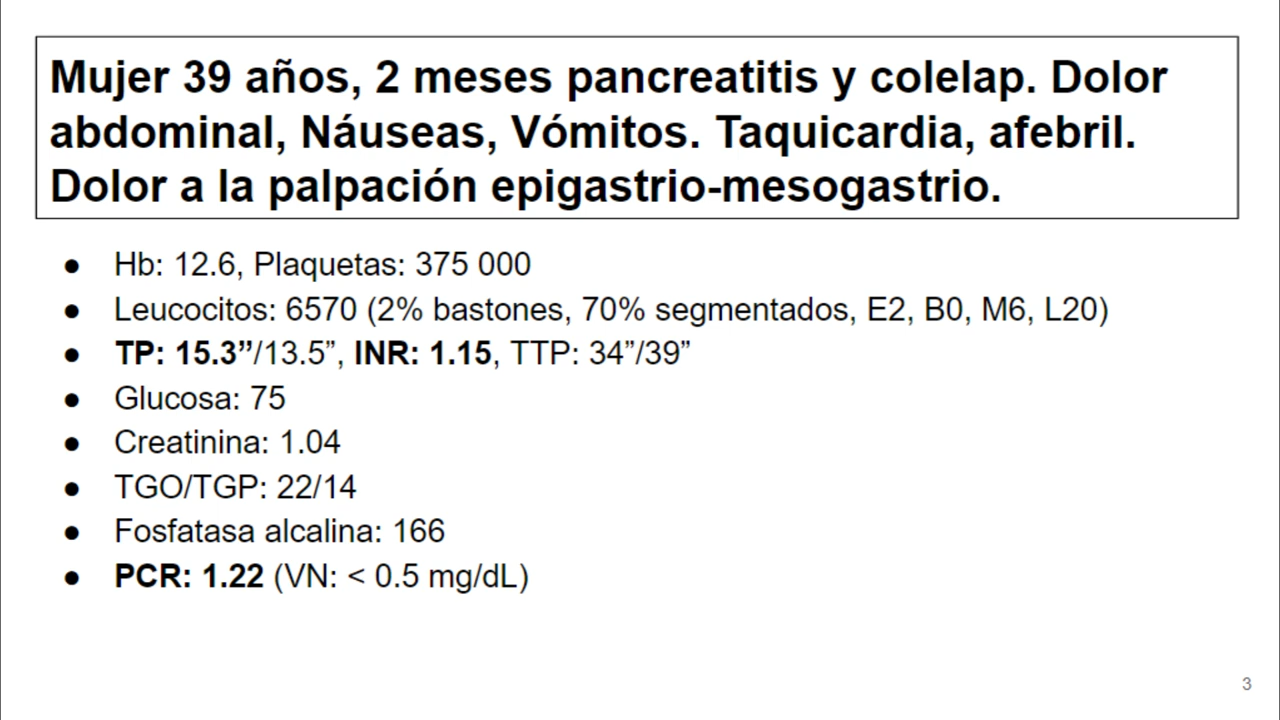 Mujer 39 años, 2 meses pancreatitis y colelap. Dolor
abdominal, Náuseas, Vómitos. Taquicardia, afebril.
Dolor a la palpación epigastrio-mesogastrio.
● Hb: 12.6, Plaquetas: 375 000
● Leucocitos: 6570 (2% bastones, 70% segmentados, E2, B0, M6, L20)
● TP: 15.3”/13.5”, INR: 1.15, TTP: 34”/39”
● Glucosa: 75
● Creatinina: 1.04
● TGO/TGP: 22/14
● Fosfatasa alcalina: 166
● PCR: 1.22 (VN: < 0.5 mg/dL)
3